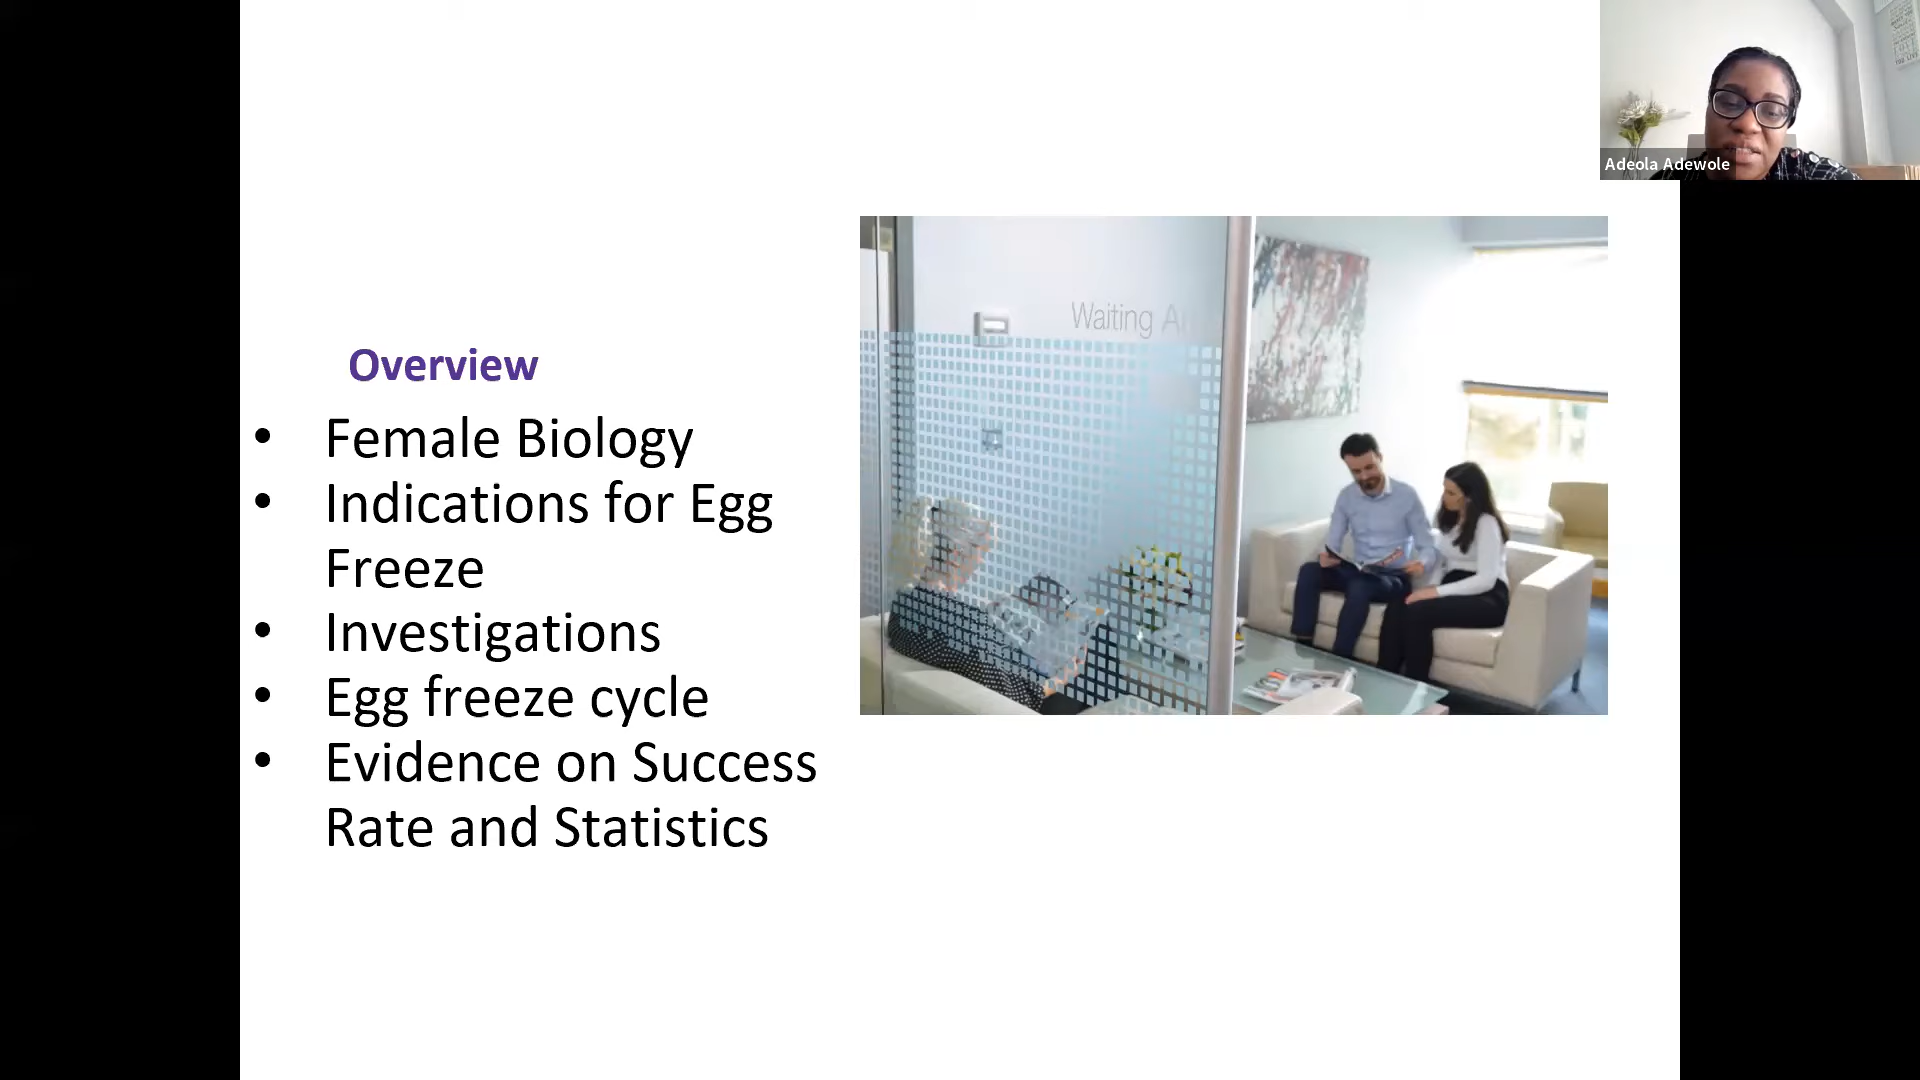 Adeola Adewole
Waiting
Overview
• Female Biology
• Indications for Egg
Freeze
• Investigations
• Egg freeze cycle
• Evidence on Success
Rate and Statistics